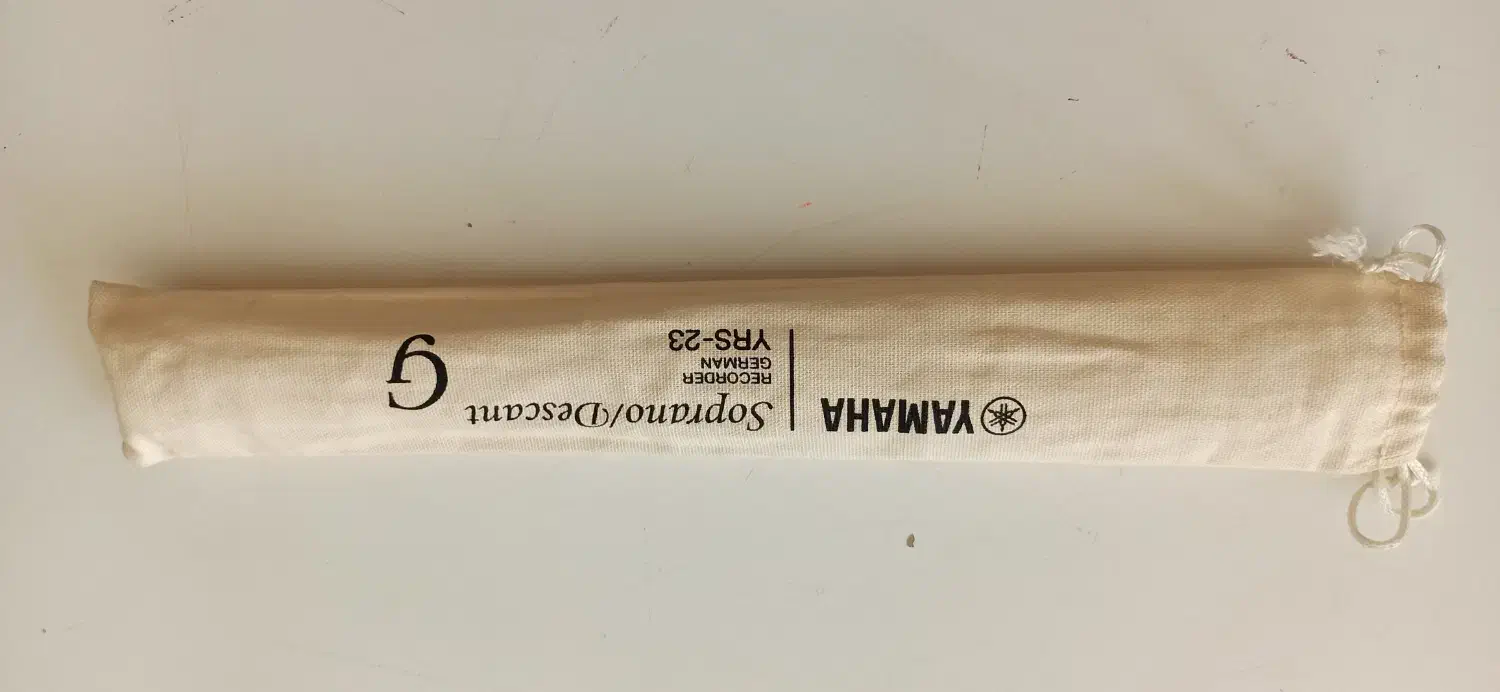 YAMAHA
Soprano/Descant
RECORDER
GERMAN
YRS-23
G